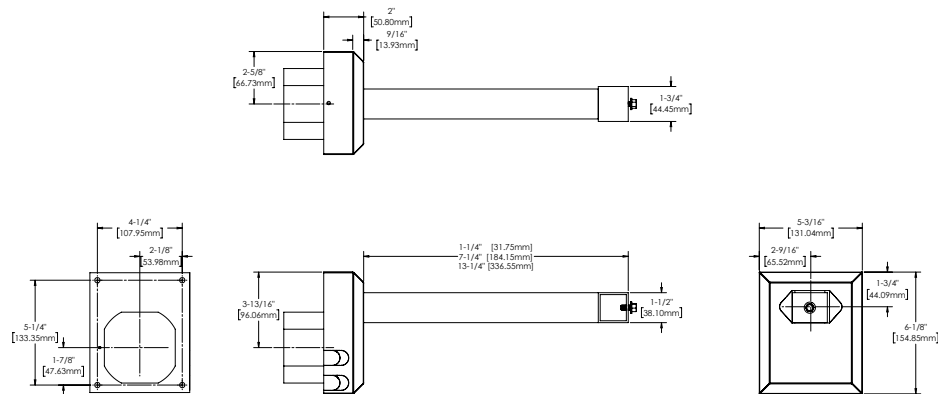 2"
[50.80mm]
9/16"
[13.93mm]
2-5/8"
[66.73mm]
1-3/4"
[44.45mm]
4-1/4"
[107.95mm]
2-1/8"
[53.98mm]
5-1/4"
[133.35mm]
1-7/8"
[47.63mm]
1-1/4" [31.75mm]
7-1/4" [184.15mm]
13-1/4" [336.55mm]
3-13/16"
[96.06mm]
1-1/2"
[38.10mm]
5-3/16"
[131.04mm]
2-9/16"
[65.52mm]
1-3/4"
[44.09mm]
6-1/8"
[154.85mm]